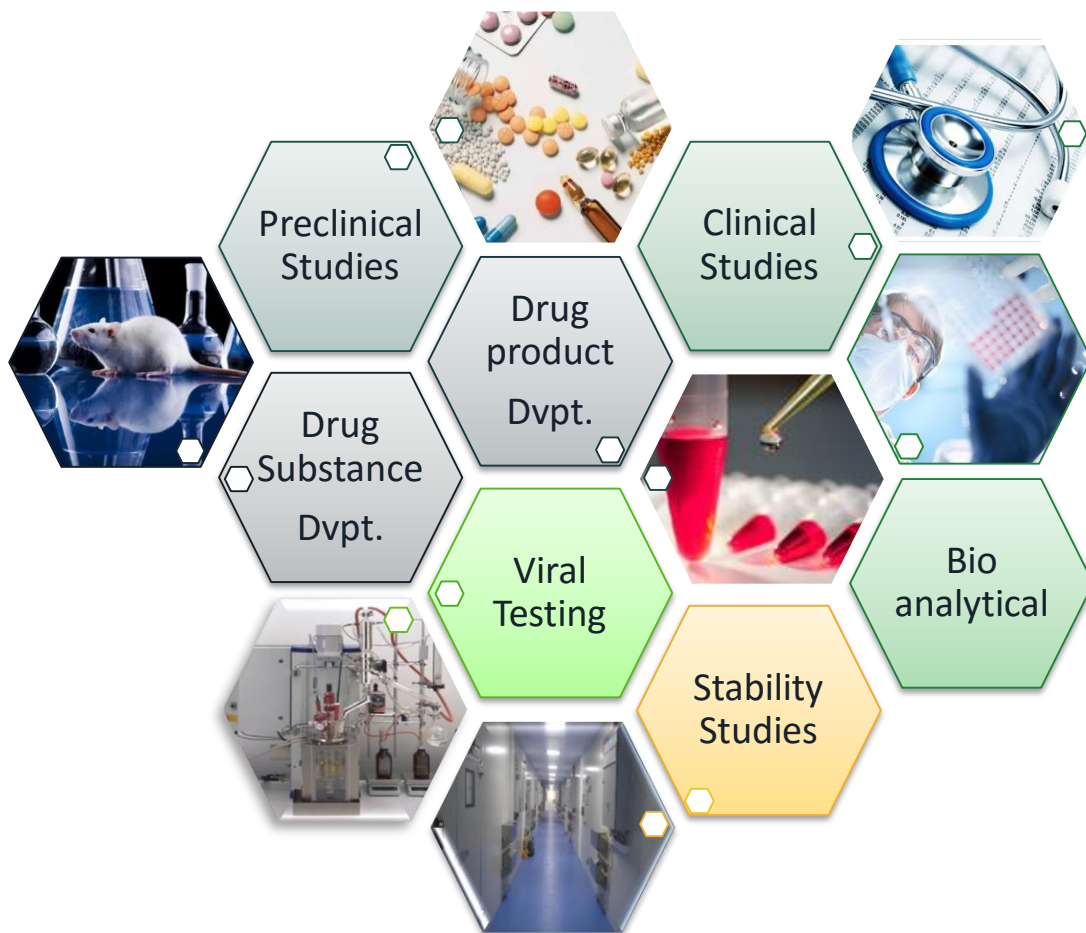 Preclinical
Studies
Clinical
Studies
Drug
product
Dvpt.
Drug
Substance
Dvpt.
Viral
Testing
Bio
analytical
Stability
Studies